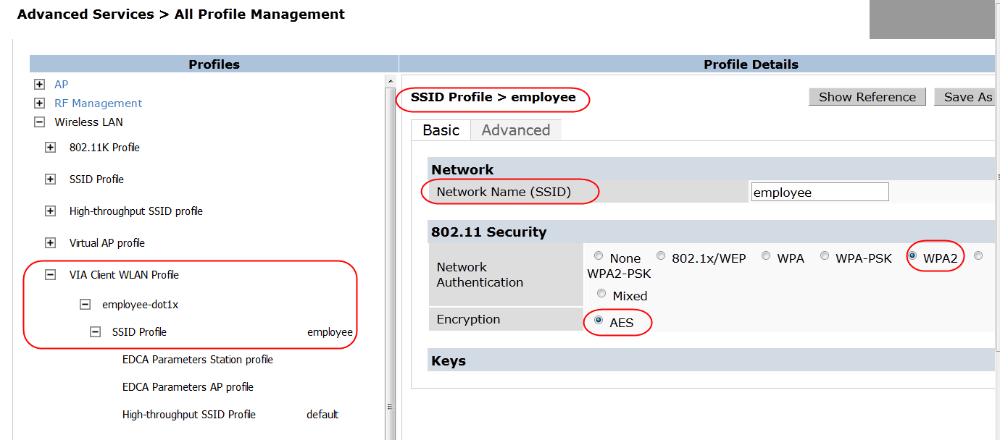 Advanced Services > All Profile Management
Profiles
AP
RF Management
Wireless LAN
802.11K Profile
SSID Profile
High-throughput SSID profile
Virtual AP profile
VIA Client WLAN Profile
employee-dot1x
SSID Profile employee
EDCA Parameters Station profile
EDCA Parameters AP profile
High-throughput SSID Profile default
Profile Details
SSID Profile > employee
Show Reference Save As
Basic Advanced
Network
Network Name (SSID) employee
802.11 Security
Network
Authentication
None 802.1x/WEP WPA WPA-PSK WPA2
WPA2-PSK
Mixed
Encryption AES
Keys